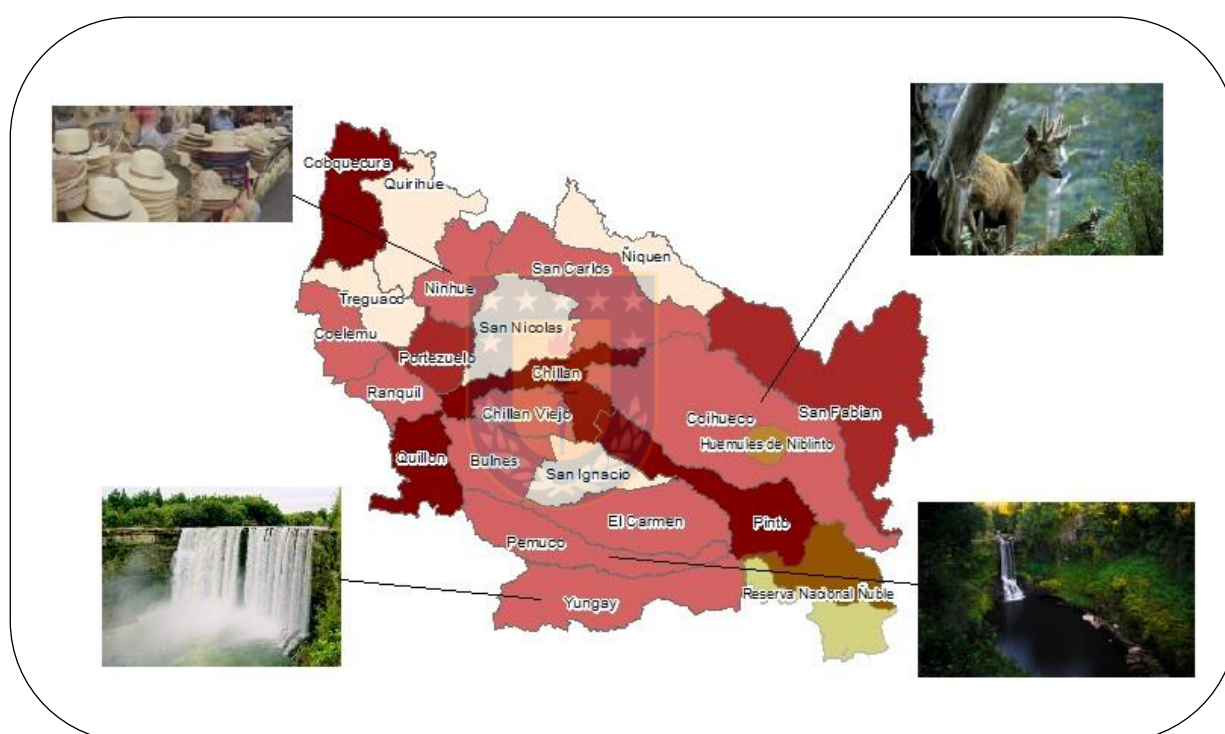 Cobquecura
Quirihue
Ñiquen
San Carlos
Ninhue
Treguaco
San Nicolas
Coelemu
Portezuelo
Chillan
Ranquil
Chillan Viejo
Coihueco
San Fabian
Huemules de Niblinto
Quillon
Bulnes
San Ignacio
El Carmen
Pinto
Pemuco
Reserva Nacional Ñuble
Yungay